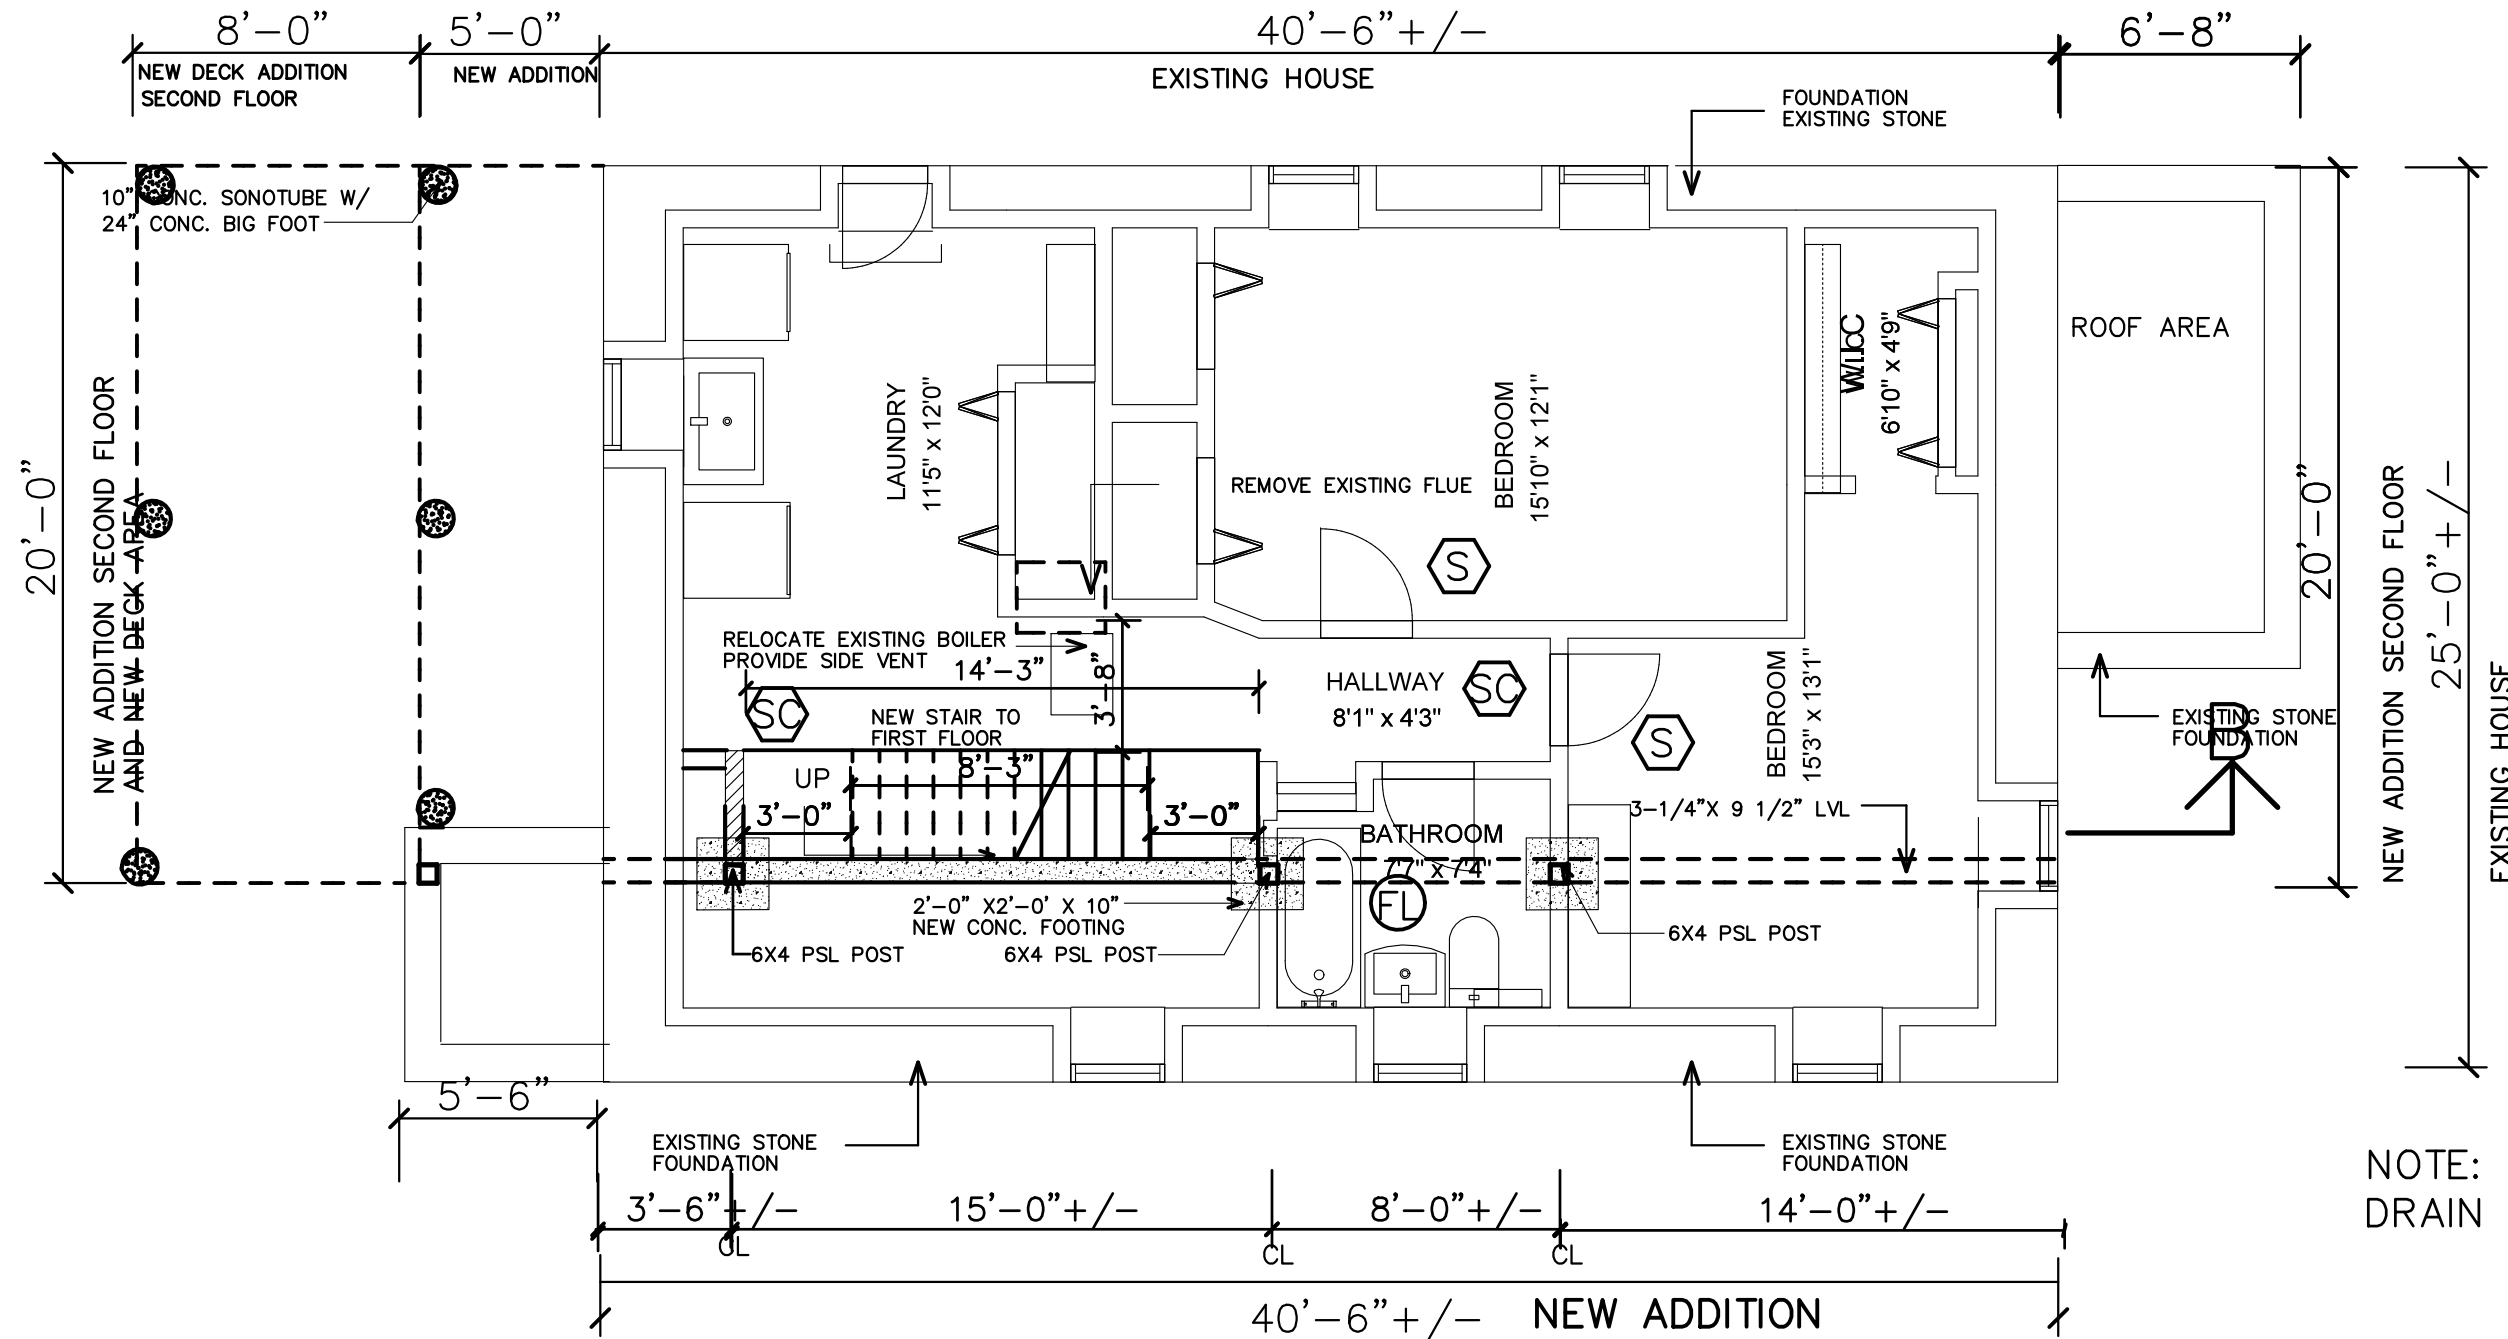 8'-0"
5'-0"
40'-6"+/-
6'-8"
NEW DECK ADDITION
SECOND FLOOR
NEW ADDITION
EXISTING HOUSE
FOUNDATION
EXISTING STONE
10" CONC. SONOTUBE W/
24" CONC. BIG FOOT
20'-0"
NEW ADDITION SECOND FLOOR
AND NEW DECK AREA
LAUNDRY
11'5" x 12'0"
REMOVE EXISTING FLUE
BEDROOM
15'10" x 12'1"
6'10" x 4'9"
ROOF AREA
20'-0"
NEW ADDITION SECOND FLOOR
25'-0"+/-
EXISTING HOUSE
S
RELOCATE EXISTING BOILER
PROVIDE SIDE VENT
14'-3"
3'-8"
HALLWAY
8'1" x 4'3"
SC
SC
S
BEDROOM
15'3" x 13'1"
NEW STAIR TO
FIRST FLOOR
EXISTING STONE
FOUNDATION
B
UP
8'-3"
3'-0"
3'-0"
BATHROOM
7'7" x 7'4"
FL
3-1/4"X 9 1/2" LVL
2'-0" X2'-0' X 10"
NEW CONC. FOOTING
6X4 PSL POST
6X4 PSL POST
6X4 PSL POST
5'-6"
EXISTING STONE
FOUNDATION
EXISTING STONE
FOUNDATION
NOTE:
DRAIN
3'-6"+/-
15'-0"+/-
8'-0"+/-
14'-0"+/-
CL
CL
CL
40'-6"+/-
NEW ADDITION